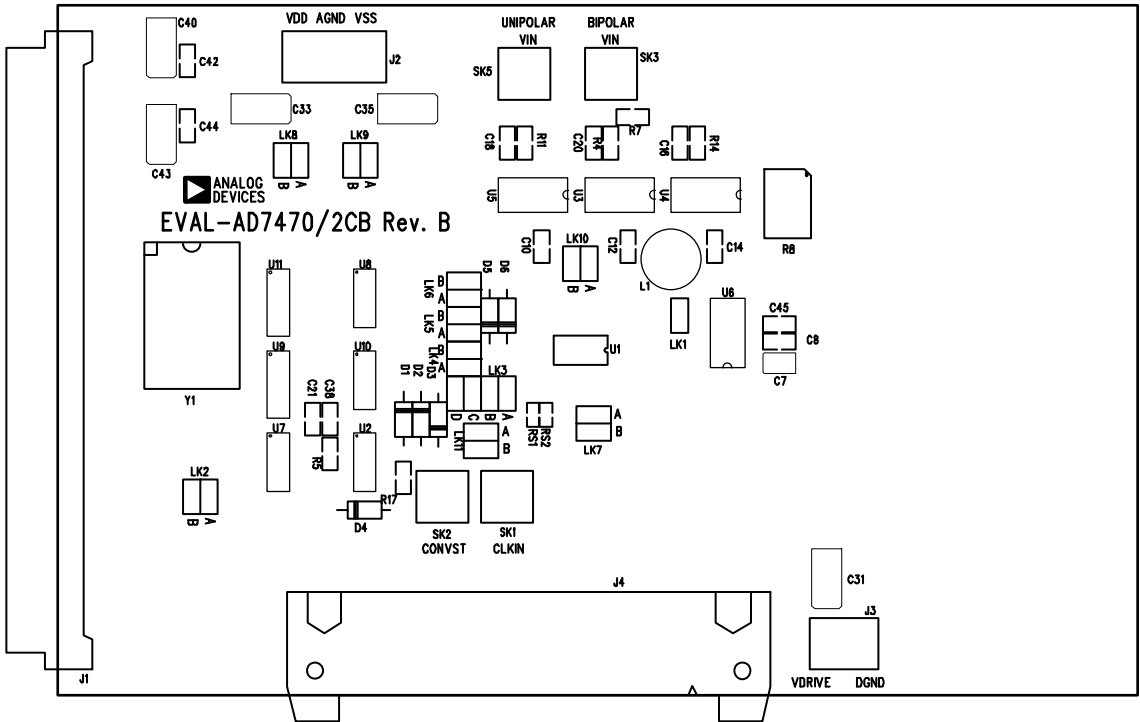 VDD AGND VSS
UNIPOLAR
VIN
BIPOLAR
VIN
C40
C42
J2
SK5
SK3
C44
C33
C35
R7
C43
LK8
B A
LK9
B A
C18
R11
C20
R4
C16
R14
ANALOG
DEVICES
U5
U3
U4
EVAL-AD7470/2CB Rev. B
R8
C10
LK10
B A
C12
C14
L1
U11
U8
D5
D6
LK6
B
A
LK5
B
A
LK4
B
A
U6
LK1
C45
C8
C7
U1
U9
U10
D1
D2
D3
LK3
D C B A
Y1
C21
C38
RS1
RS2
A
B
LK7
LK11
A
B
U7
U2
R5
LK2
B A
R17
D4
SK2
CONVST
SK1
CLKIN
J4
C31
J3
J1
VDRIVE DGND